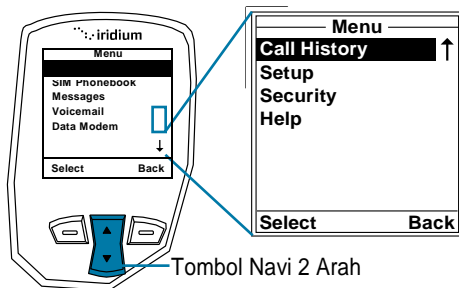 iridium
Menu
SIM Phonebook
Messages
Voicemail
Data Modem
↓
Select Back
Menu
Call History ↑
Setup
Security
Help
Select Back
Tombol Navi 2 Arah